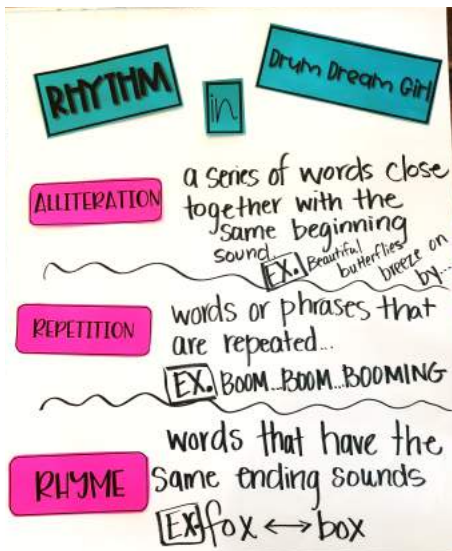 RHYTHM
in
Drum Dream Girl
ALLITERATION
a series of words close
together with the
same beginning
sound...
EX. Beautiful
butterflies
breeze on
by...
REPETITION
words or phrases that
are repeated...
EX. BOOM...BOOM...BOOMING
RHYME
words that have the
same ending sounds
EX. fox ↔ box